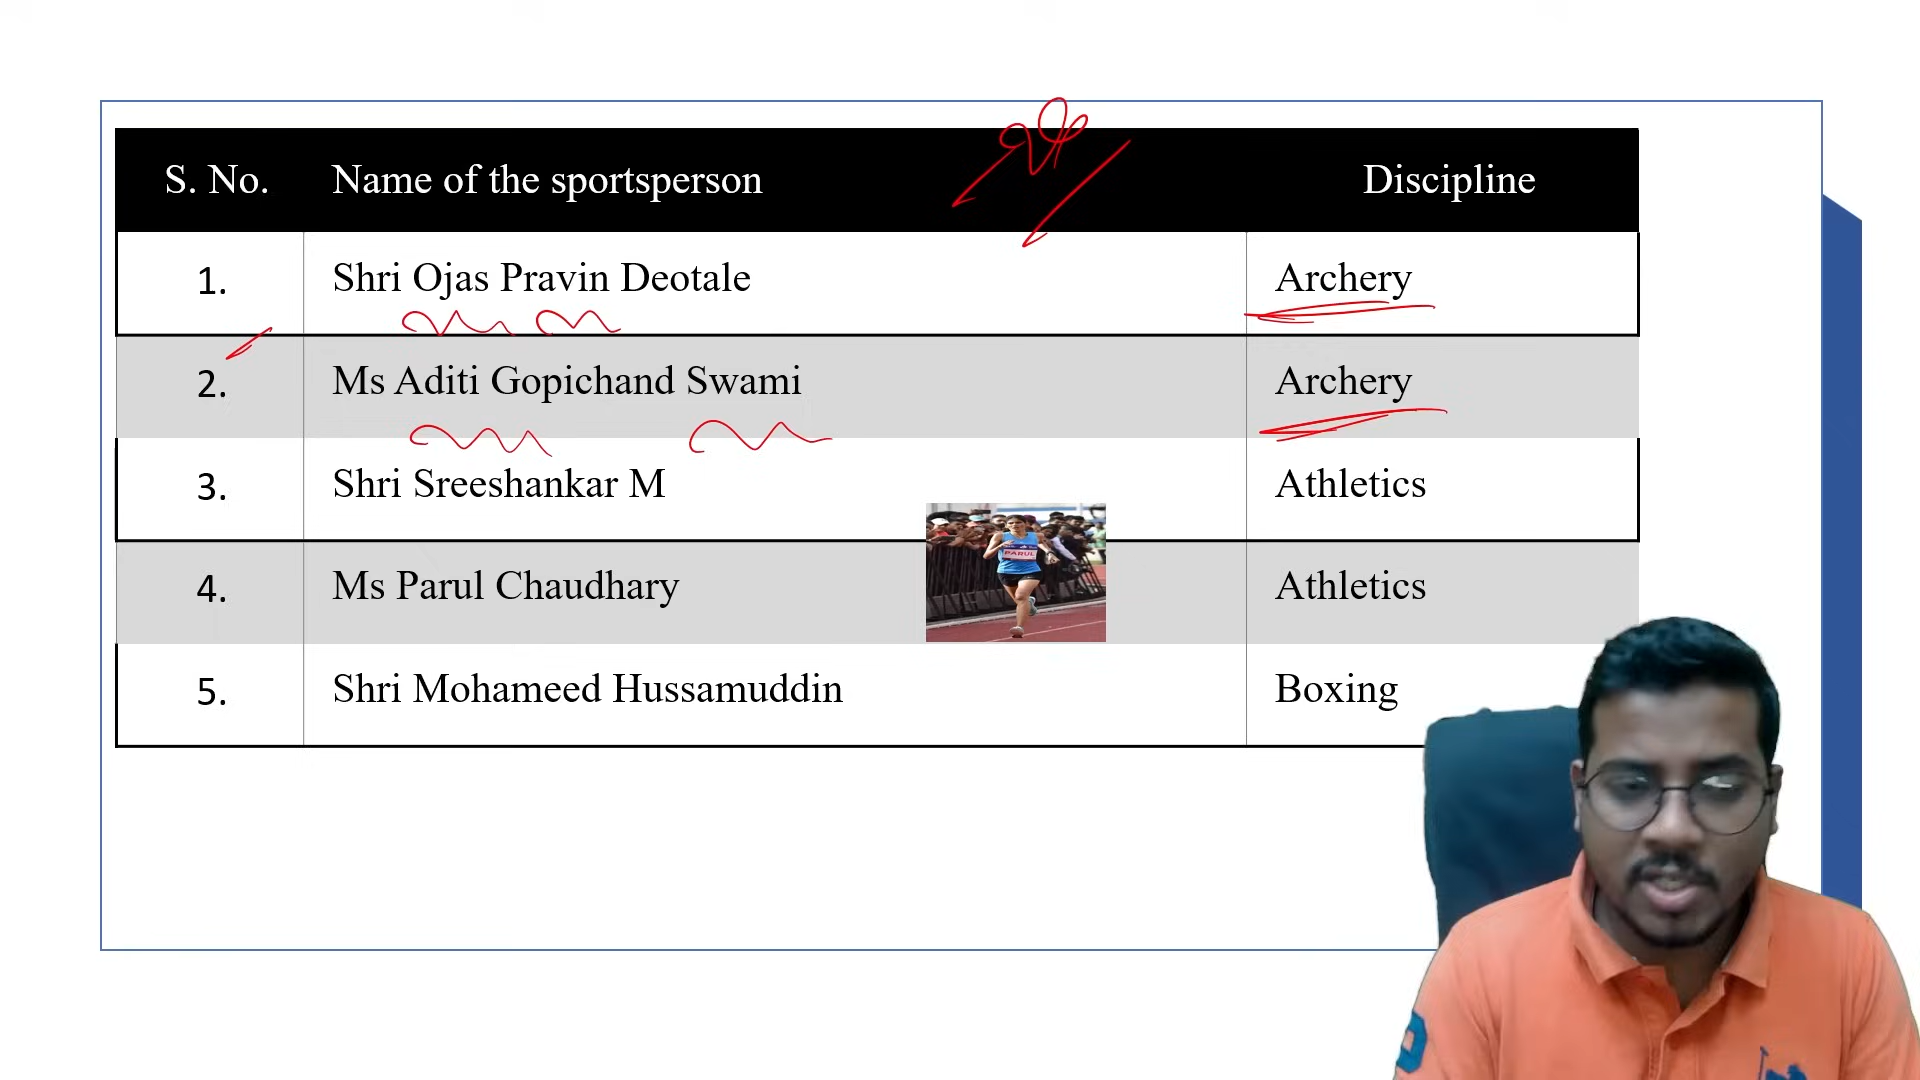 S. No. Name of the sportsperson Discipline
1. Shri Ojas Pravin Deotale Archery
2. Ms Aditi Gopichand Swami Archery
3. Shri Sreeshankar M Athletics
PARUL
4. Ms Parul Chaudhary Athletics
5. Shri Mohameed Hussamuddin Boxing